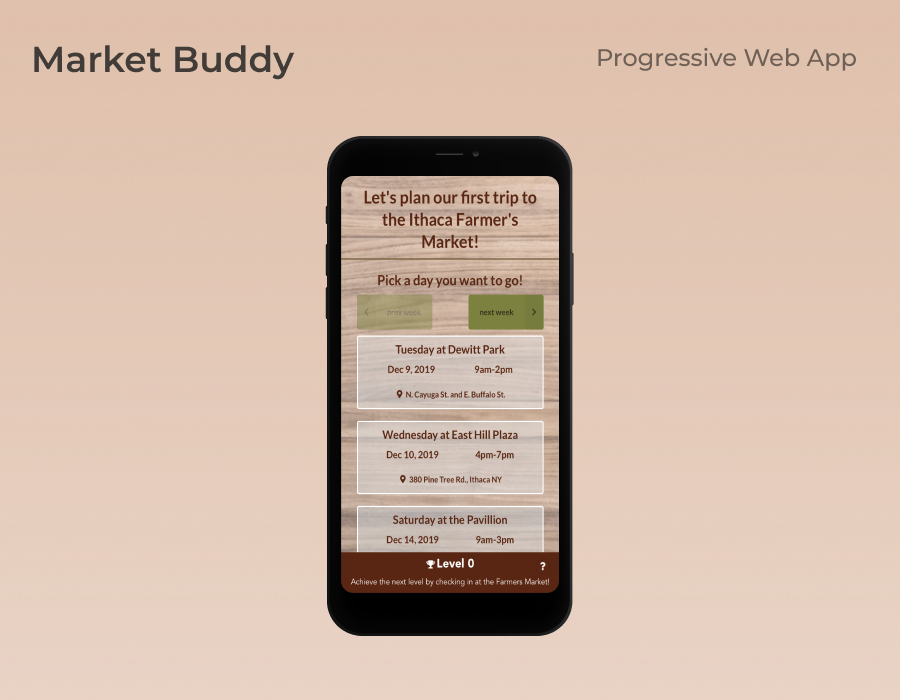 Market Buddy
Progressive Web App
Let's plan our first trip to
the Ithaca Farmer's
Market!
Pick a day you want to go!
prev week
next week
Tuesday at Dewitt Park
Dec 9, 2019
9am-2pm
N. Cayuga St. and E. Buffalo St.
Wednesday at East Hill Plaza
Dec 10, 2019
4pm-7pm
380 Pine Tree Rd., Ithaca NY
Saturday at the Pavillion
Dec 14, 2019
9am-3pm
Level 0
?
Achieve the next level by checking in at the Farmers Market!